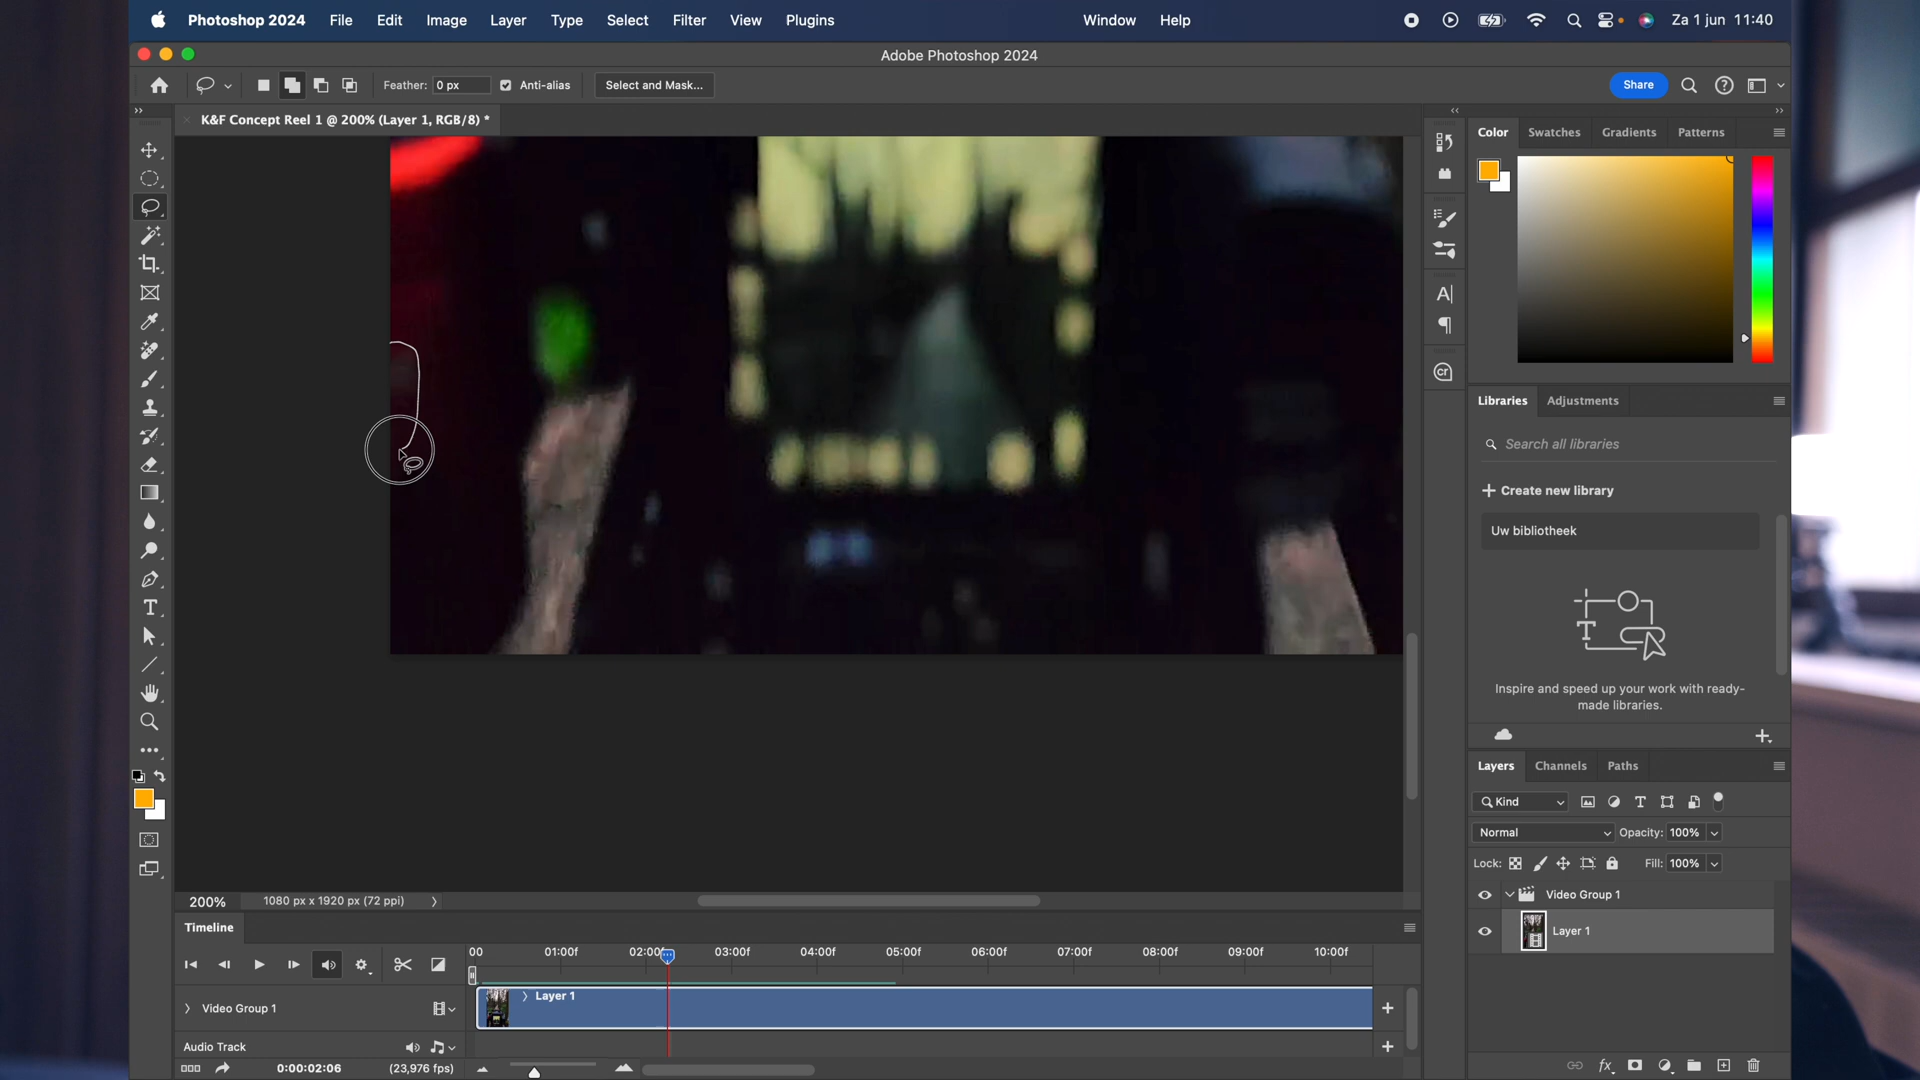 Photoshop 2024 File Edit Image Layer Type Select Filter View Plugins Window Help Za 1 jun 11:40
Adobe Photoshop 2024
Feather: 0 px Anti-alias Select and Mask... Share
K&F Concept Reel 1 @ 200% (Layer 1, RGB/8) *
Color Swatches Gradients Patterns
Libraries Adjustments
Search all libraries
Create new library
Uw bibliotheek
Inspire and speed up your work with ready-
made libraries.
Layers Channels Paths
Kind
Normal Opacity: 100%
Lock: Fill: 100%
Video Group 1
Layer 1
200% 1080 px x 1920 px (72 ppi)
Timeline
00 01:00f 02:00f 03:00f 04:00f 05:00f 06:00f 07:00f 08:00f 09:00f 10:00f
Layer 1
Video Group 1
Audio Track
0:00:02:06 (23,976 fps)